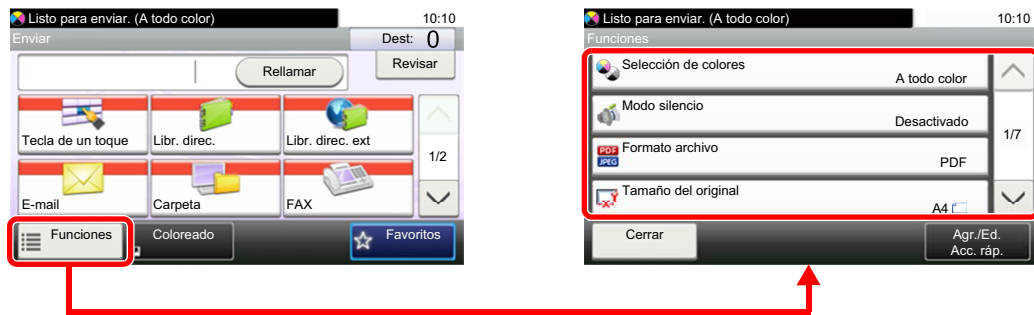 Listo para enviar. (A todo color)
10:10
Enviar
Dest: 0
Rellamar
Revisar
Tecla de un toque
Libr. direc.
Libr. direc. ext
1/2
E-mail
Carpeta
FAX
Funciones
Coloreado
Favoritos
Listo para enviar. (A todo color)
10:10
Funciones
Selección de colores
A todo color
Modo silencio
Desactivado
1/7
PDF
JPEG
Formato archivo
PDF
Tamaño del original
A4
Cerrar
Agr./Ed.
Acc. ráp.